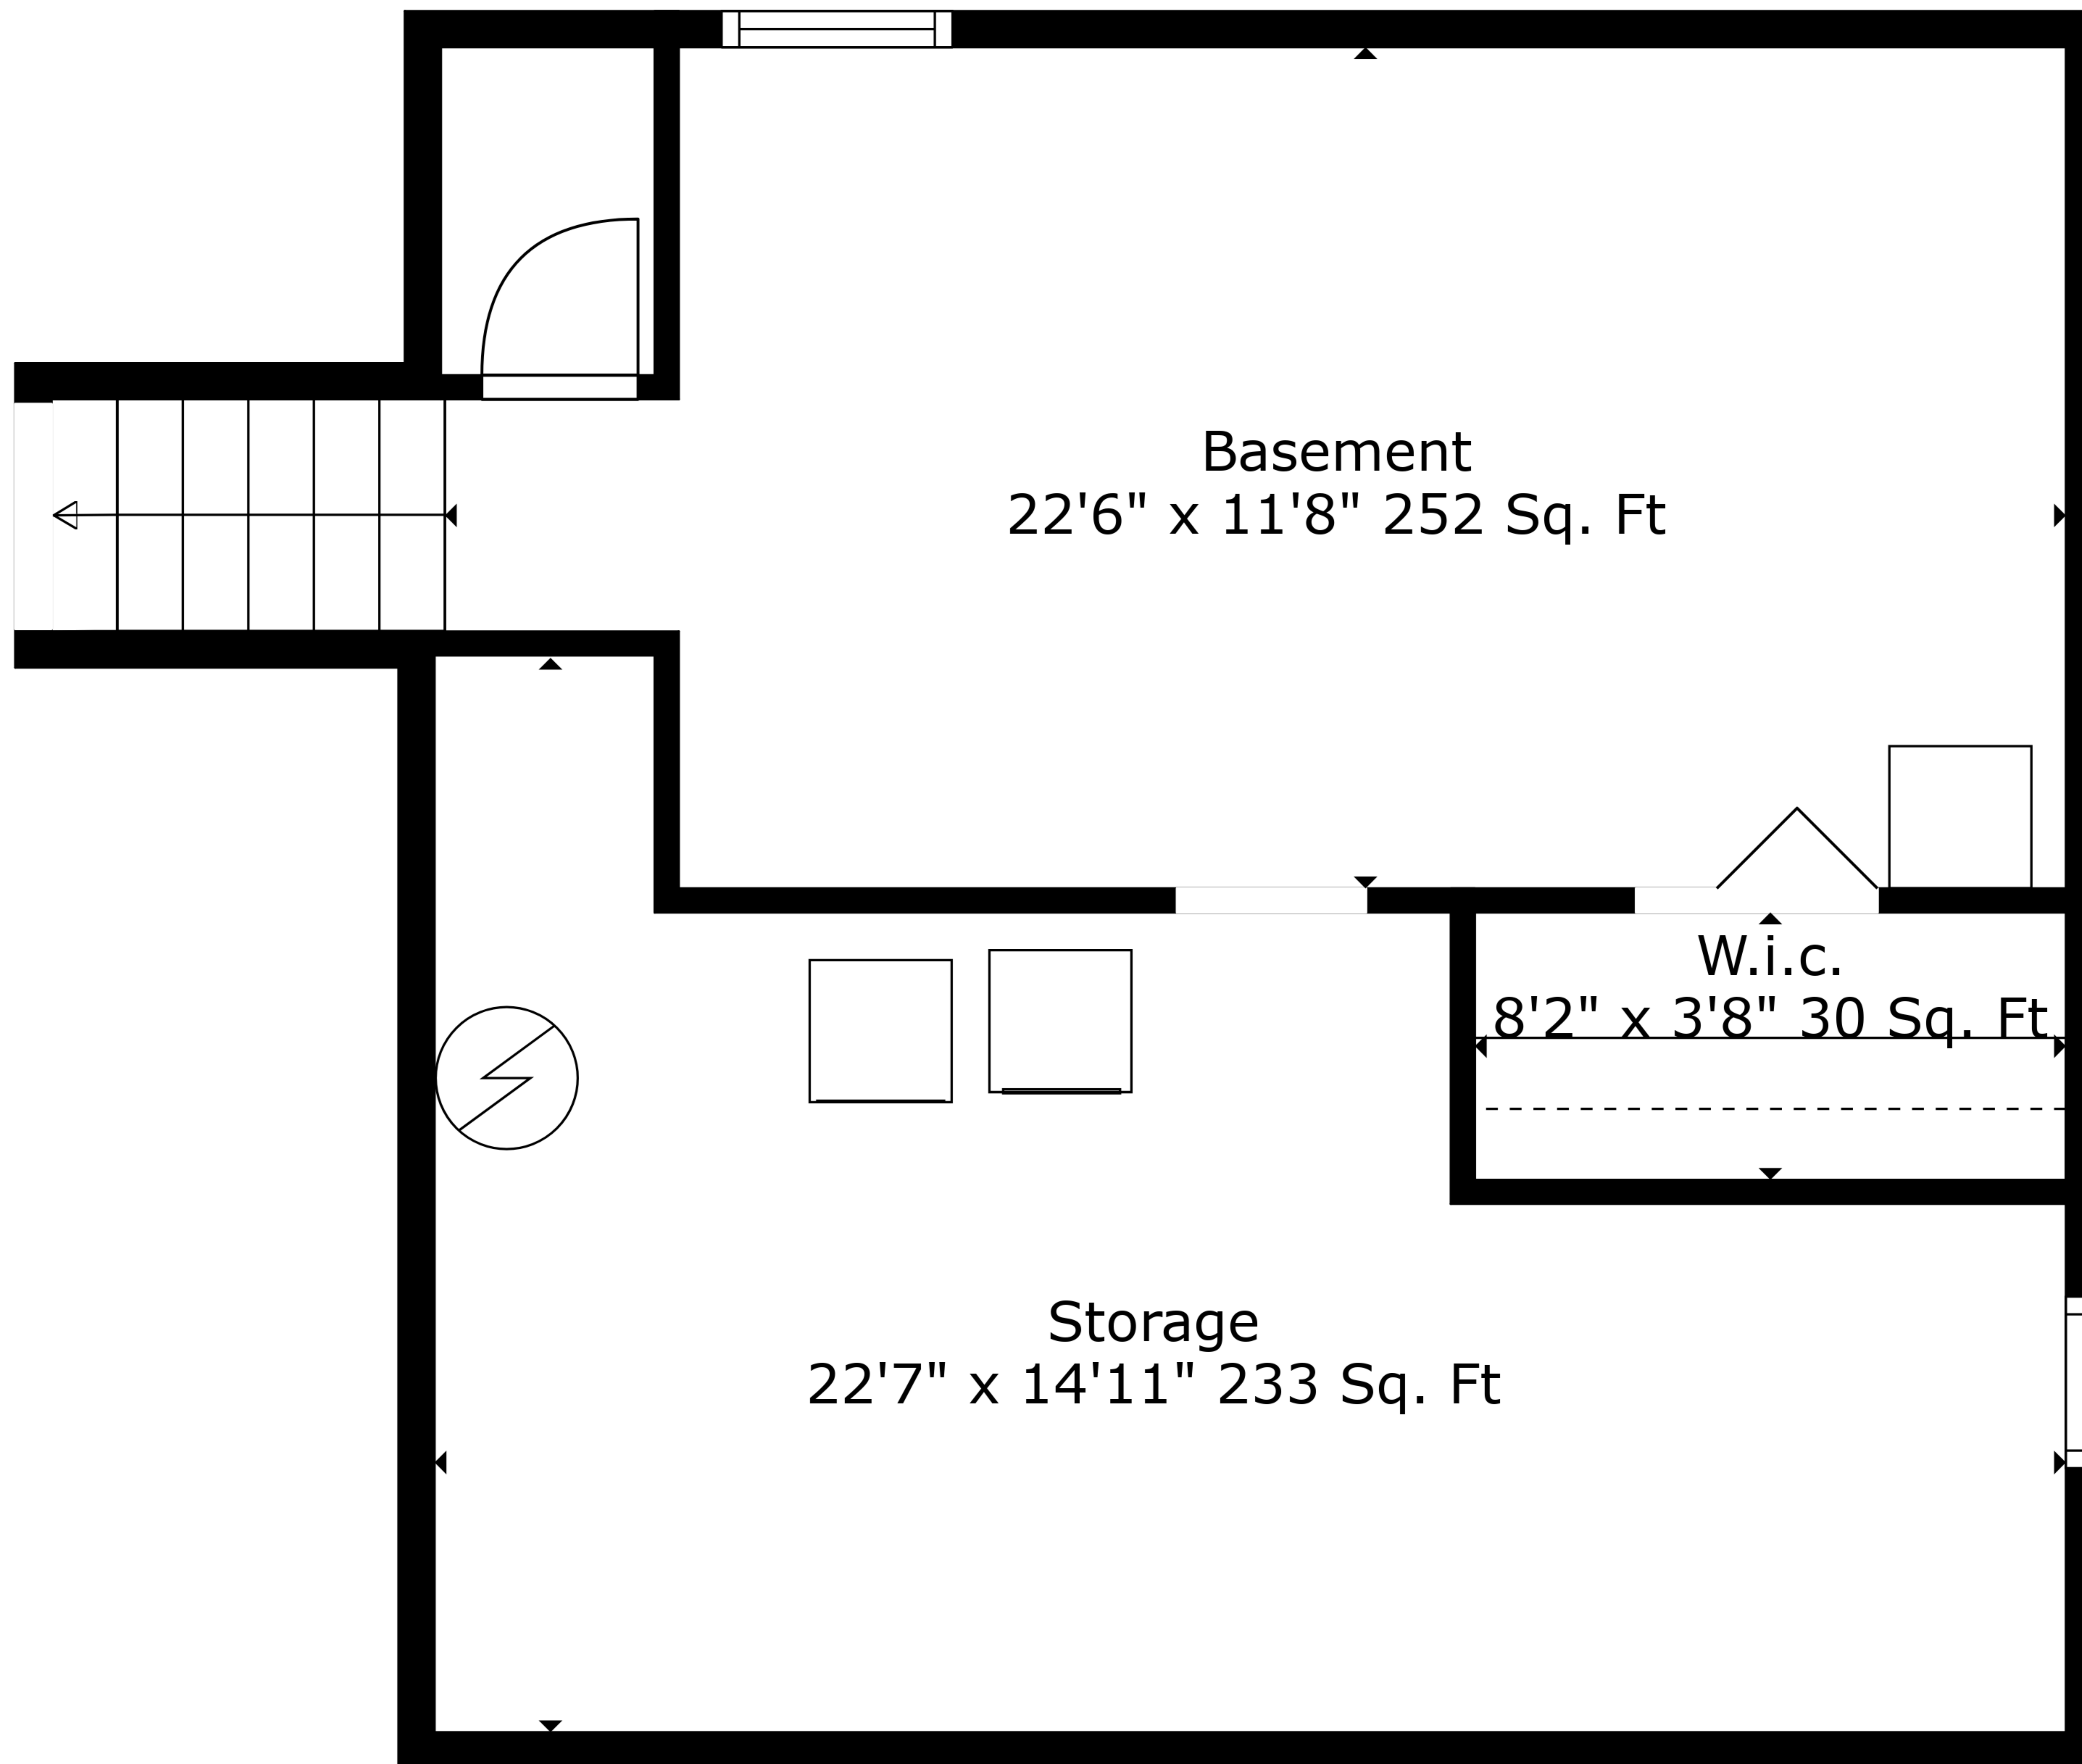 Basement
22'6" x 11'8" 252 Sq. Ft
W.i.c.
8'2" x 3'8" 30 Sq. Ft
Storage
22'7" x 14'11" 233 Sq. Ft